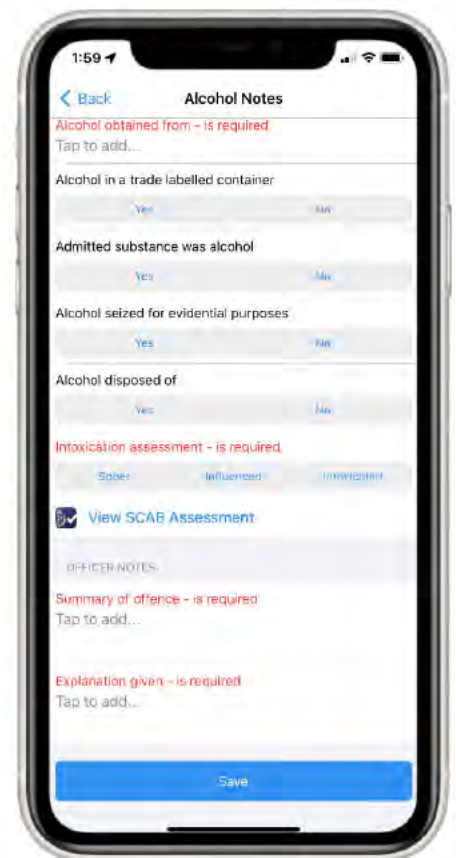 1:59
Back Alcohol Notes
Alcohol obtained from - is required
Tap to add...
Alcohol in a trade labelled container
Yes No
Admitted substance was alcohol
Yes No
Alcohol seized for evidential purposes
Yes No
Alcohol disposed of
Yes No
Intoxication assessment - is required
Sober Influenced Intoxicated
View SCAB Assessment
OFFICER NOTES
Summary of offence - is required
Tap to add...
Explanation given - is required
Tap to add...
Save